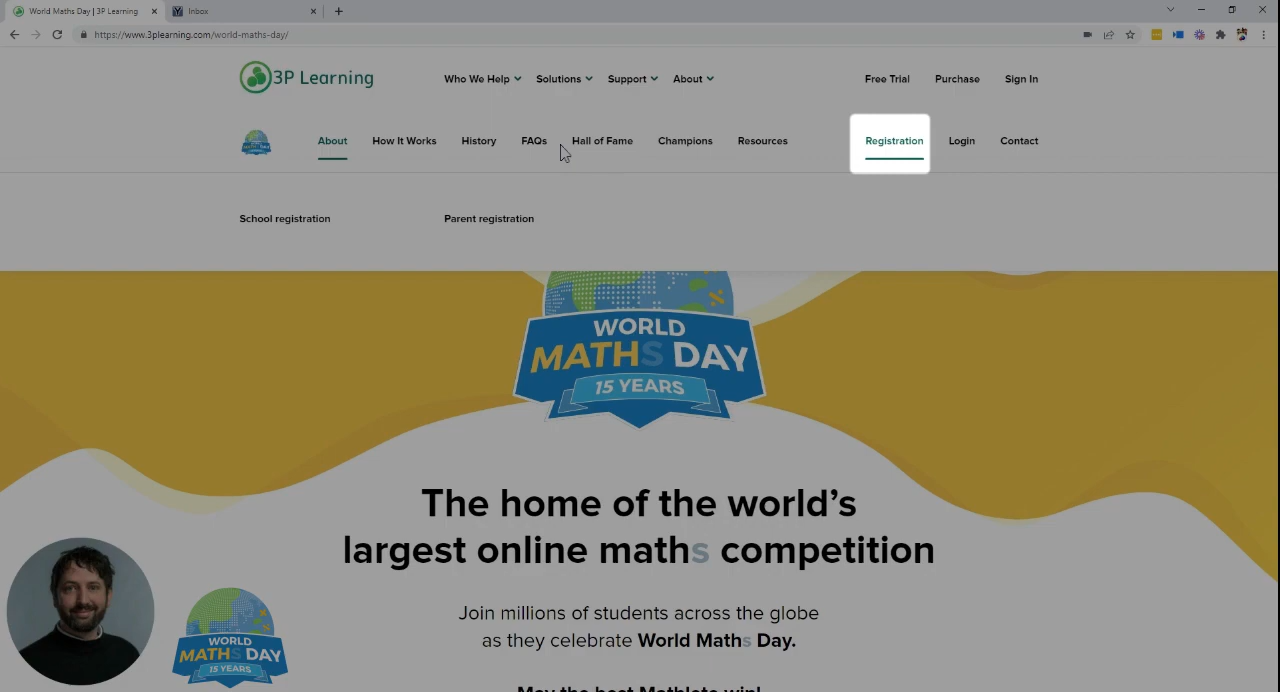 World Maths Day | 3P Learning
Inbox
https://www.3plearning.com/world-maths-day/
3P Learning
Who We Help Solutions Support About
Free Trial Purchase Sign In
About How It Works History FAQs Hall of Fame Champions Resources
Registration Login Contact
School registration Parent registration
WORLD
MATHS DAY
15 YEARS
The home of the world's
largest online maths competition
Join millions of students across the globe
as they celebrate World Maths Day.
May the best Mathlete win!
WORLD
MATHS DAY
15 YEARS